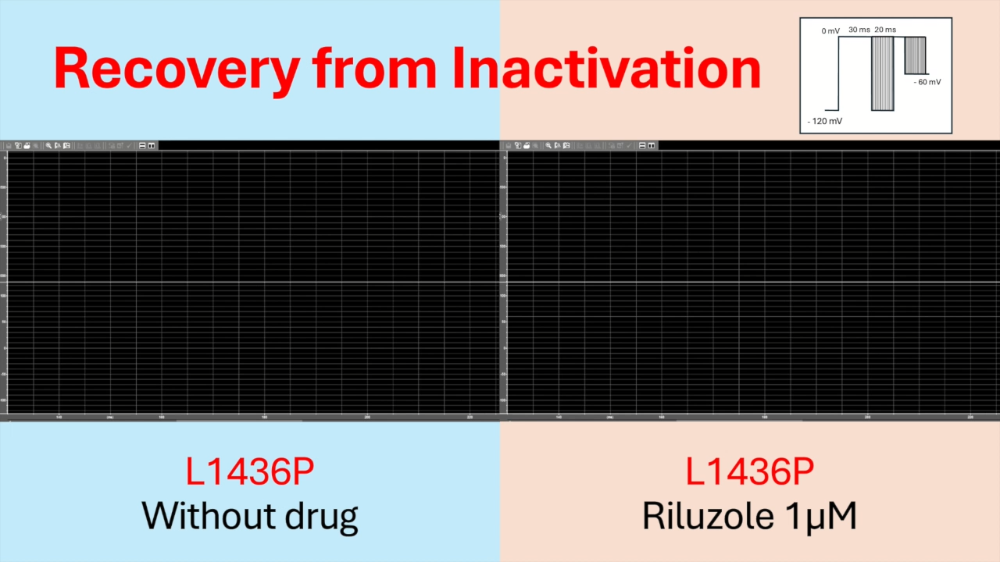 Recovery from Inactivation
0 mV 30 ms 20 ms
- 60 mV
- 120 mV
L1436P
Without drug
L1436P
Riluzole 1µM